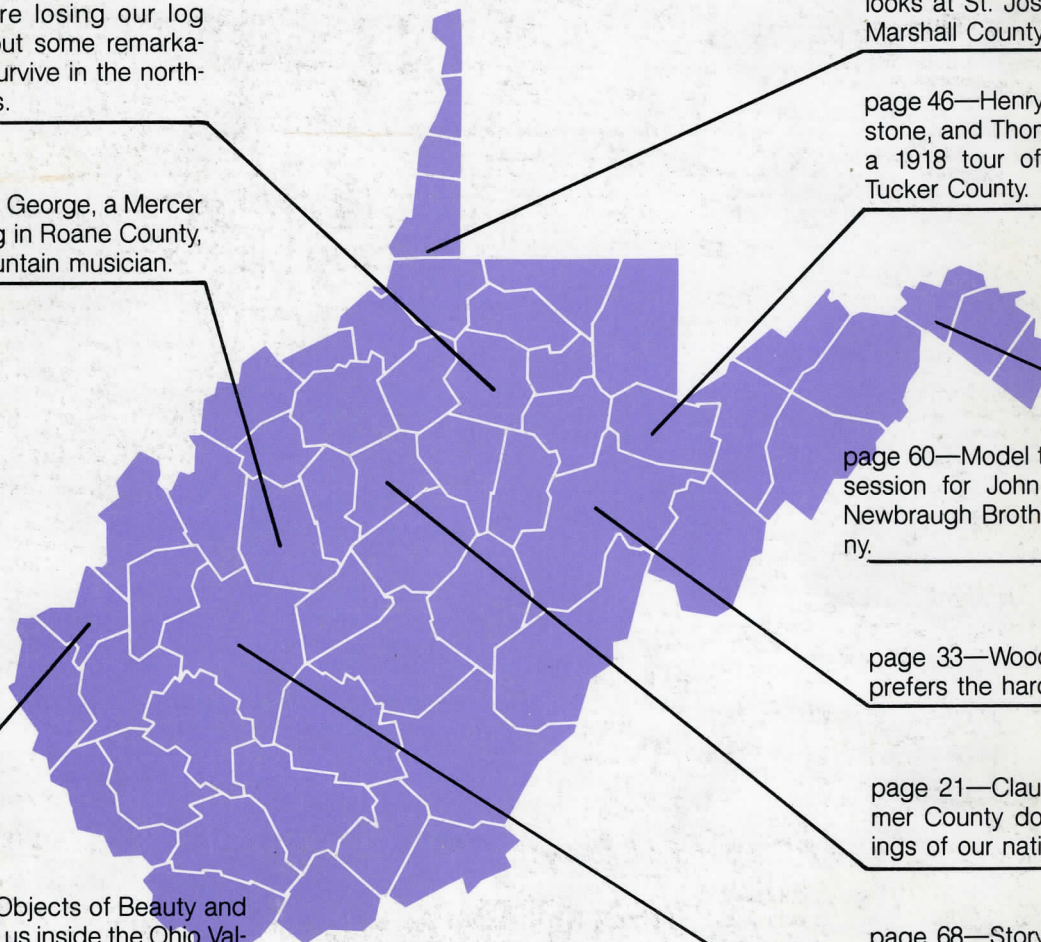 re losing our log
out some remarka-
urvive in the north-
s.
George, a Mercer
g in Roane County,
untain musician.
Objects of Beauty and
us inside the Ohio Val-
looks at St. Jos
Marshall County
page 46—Henry
stone, and Thor
a 1918 tour of
Tucker County.
page 60—Model
session for John
Newbraugh Broth
ny.
page 33—Wood
prefers the hard
page 21—Clau
mer County do
ings of our nati
page 68—Story